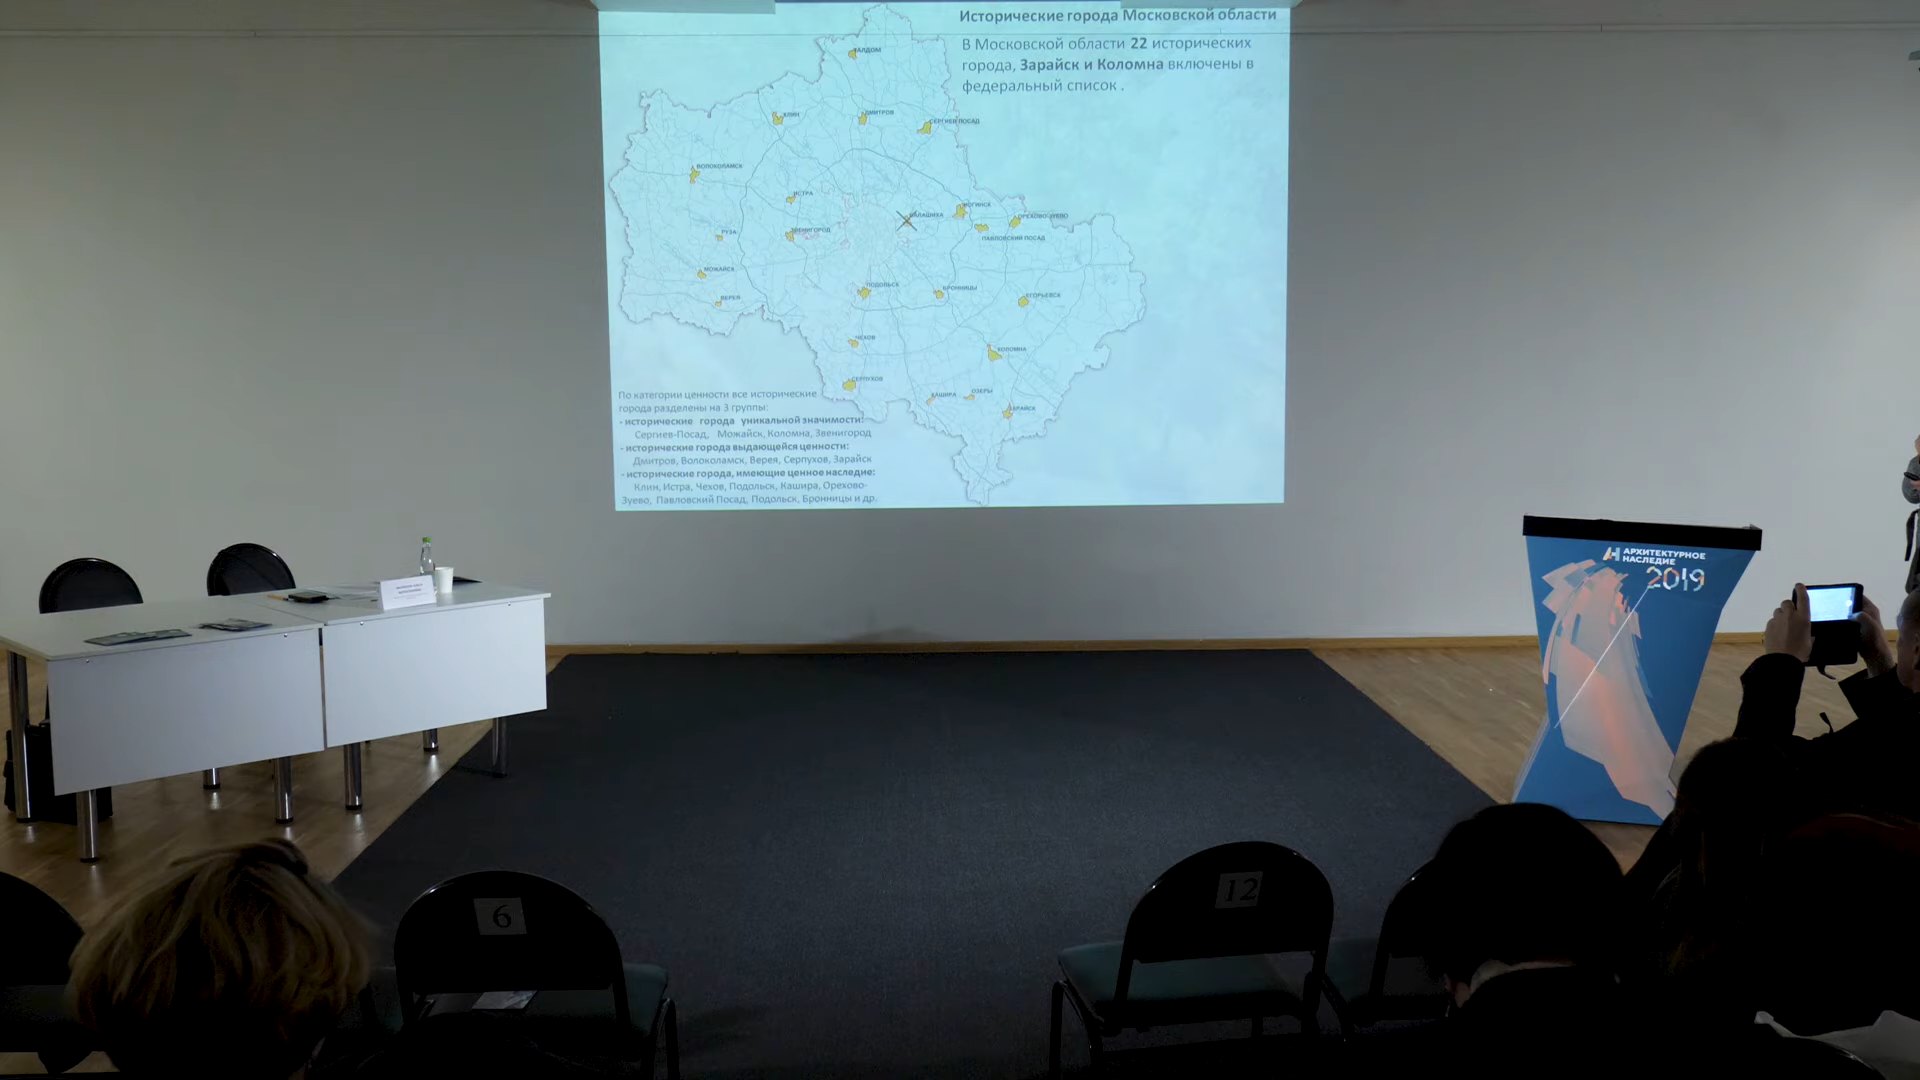 Исторические города Московской области
В Московской области 22 исторических
города, Зарайск и Коломна включены в
федеральный список .
ТАЛДОМ
КЛИН
ДМИТРОВ
СЕРГИЕВ ПОСАД
ВОЛОКОЛАМСК
ИСТРА
БАЛАШИХА
НОГИНСК
ОРЕХОВО-ЗУЕВО
РУЗА
ЗВЕНИГОРОД
ПАВЛОВСКИЙ ПОСАД
МОЖАЙСК
ПОДОЛЬСК
БРОННИЦЫ
ЕГОРЬЕВСК
ВЕРЕЯ
ЧЕХОВ
КОЛОМНА
СЕРПУХОВ
КАШИРА
ОЗЕРЫ
ЗАРАЙСК
По категории ценности все исторические
города разделены на 3 группы:
- исторические города уникальной значимости:
Сергиев-Посад, Можайск, Коломна, Звенигород
- исторические города выдающейся ценности:
Дмитров, Волоколамск, Верея, Серпухов, Зарайск
- исторические города, имеющие ценное наследие:
Клин, Истра, Чехов, Подольск, Кашира, Орехово-
Зуево, Павловский Посад, Подольск, Бронницы и др.
АН АРХИТЕКТУРНОЕ
НАСЛЕДИЕ
2019
6
12